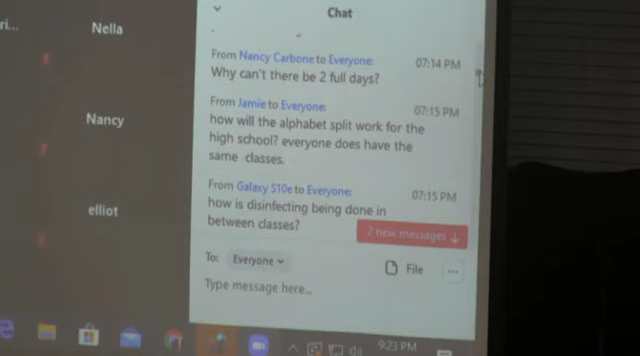 Chat
ri...
Nella
From Nancy Carbone to Everyone: 07:14 PM
Why can't there be 2 full days?
From Jamie to Everyone: 07:15 PM
how will the alphabet split work for the
high school? everyone does have the
same classes.
Nancy
From Galaxy S10e to Everyone: 07:15 PM
how is disinfecting being done in
between classes?
elliot
2 new messages ↓
To: Everyone
File
...
Type message here...
9:23 PM